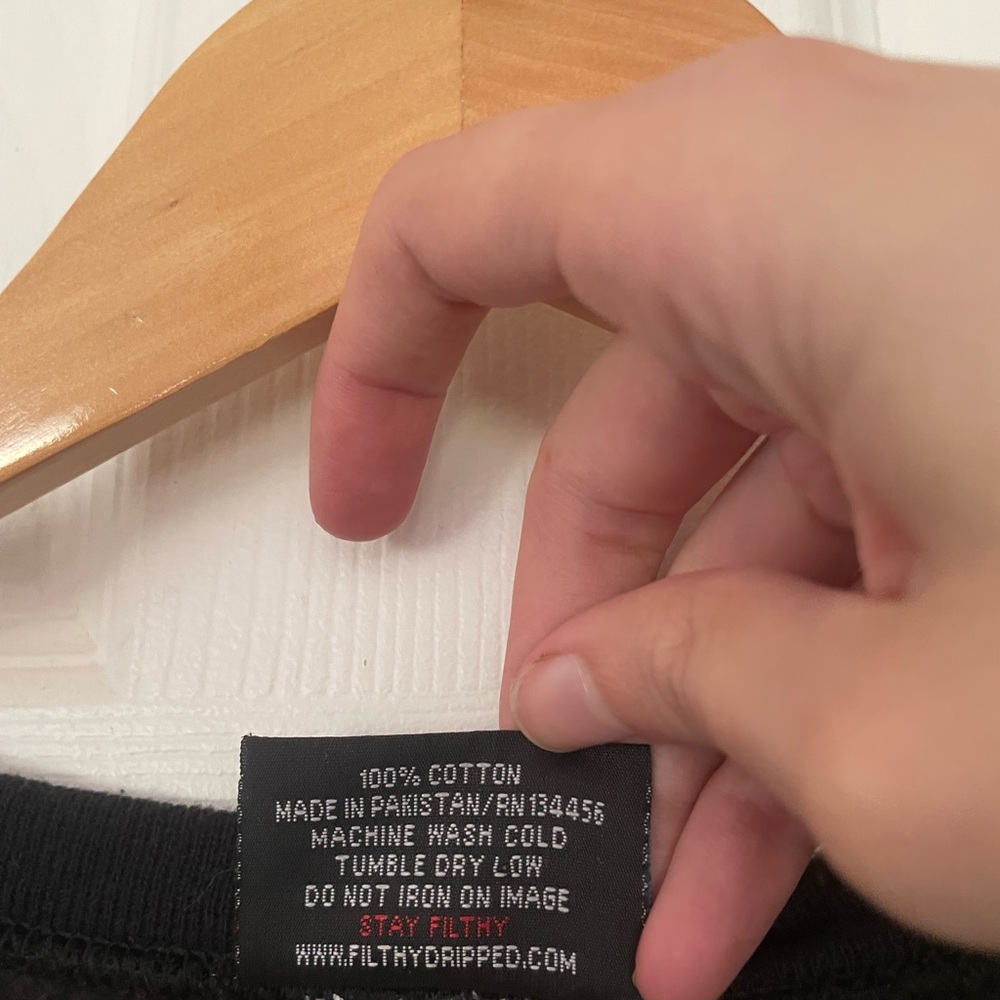 100% COTTON
MADE IN PAKISTAN/RN134456
MACHINE WASH COLD
TUMBLE DRY LOW
DO NOT IRON ON IMAGE
STAY FILTHY
WWW.FILTHYDRIPPED.COM